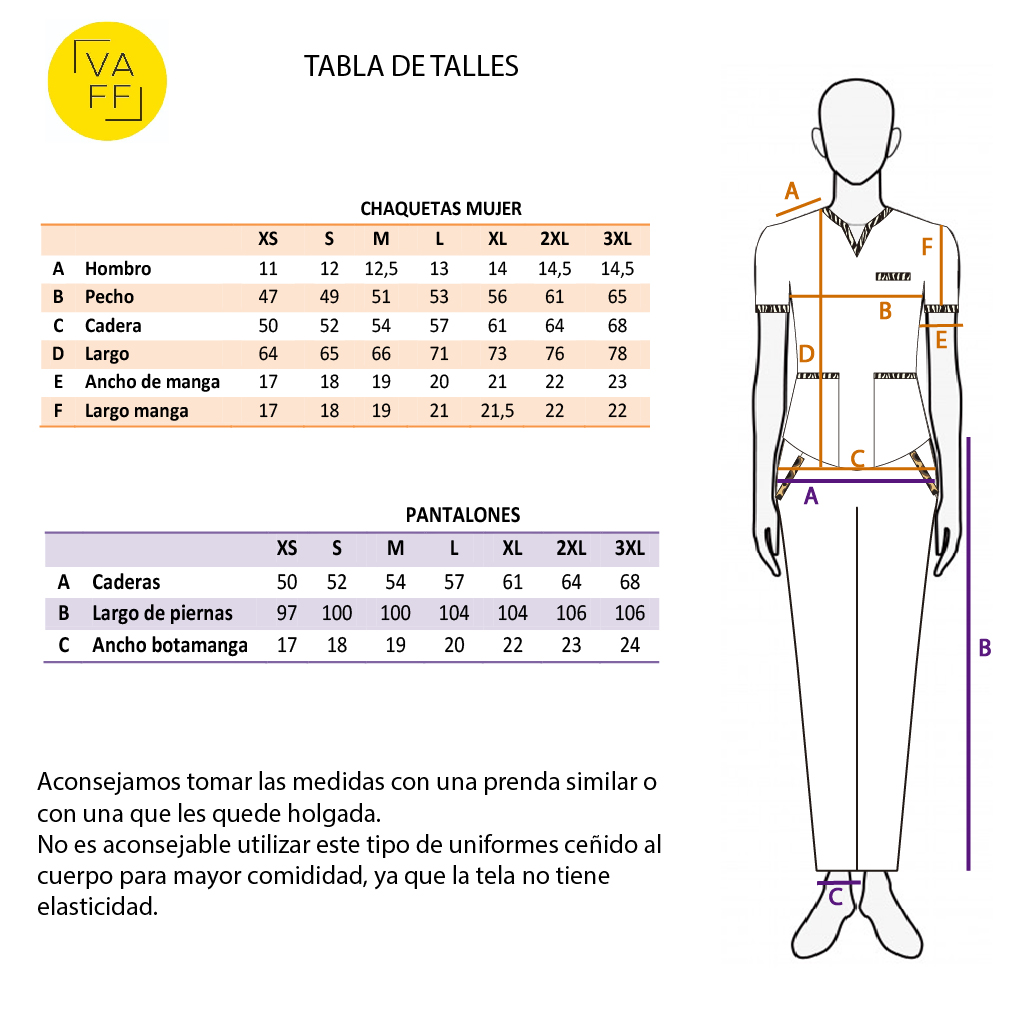 VA
FF
TABLA DE TALLES
CHAQUETAS MUJER
XS S M L XL 2XL 3XL
A Hombro 11 12 12,5 13 14 14,5 14,5
B Pecho 47 49 51 53 56 61 65
C Cadera 50 52 54 57 61 64 68
D Largo 64 65 66 71 73 76 78
E Ancho de manga 17 18 19 20 21 22 23
F Largo manga 17 18 19 21 21,5 22 22
PANTALONES
XS S M L XL 2XL 3XL
A Caderas 50 52 54 57 61 64 68
B Largo de piernas 97 100 100 104 104 106 106
C Ancho botamanga 17 18 19 20 22 23 24
Aconsejamos tomar las medidas con una prenda similar o
con una que les quede holgada.
No es aconsejable utilizar este tipo de uniformes ceñido al
cuerpo para mayor comididad, ya que la tela no tiene
elasticidad.
A
F
B
E
D
C
A
B
C